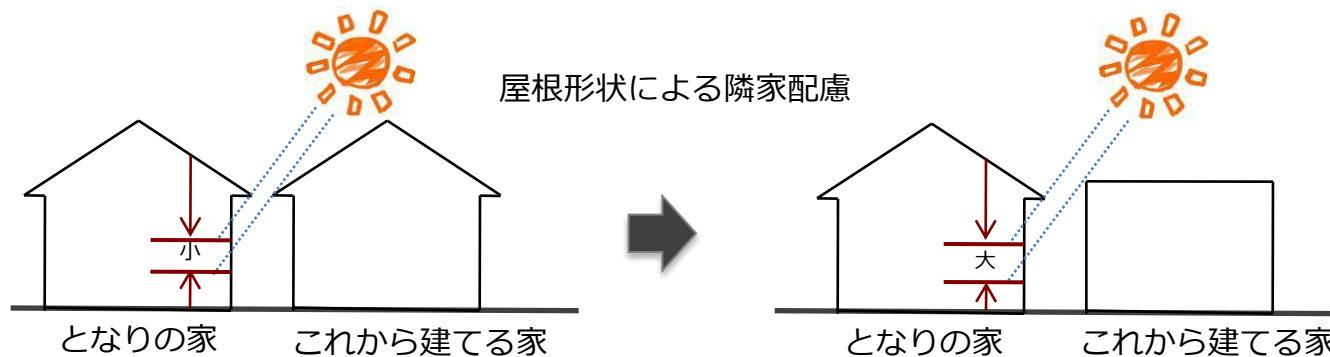 屋根形状による隣家配慮
小
大
となりの家
これから建てる家
となりの家
これから建てる家